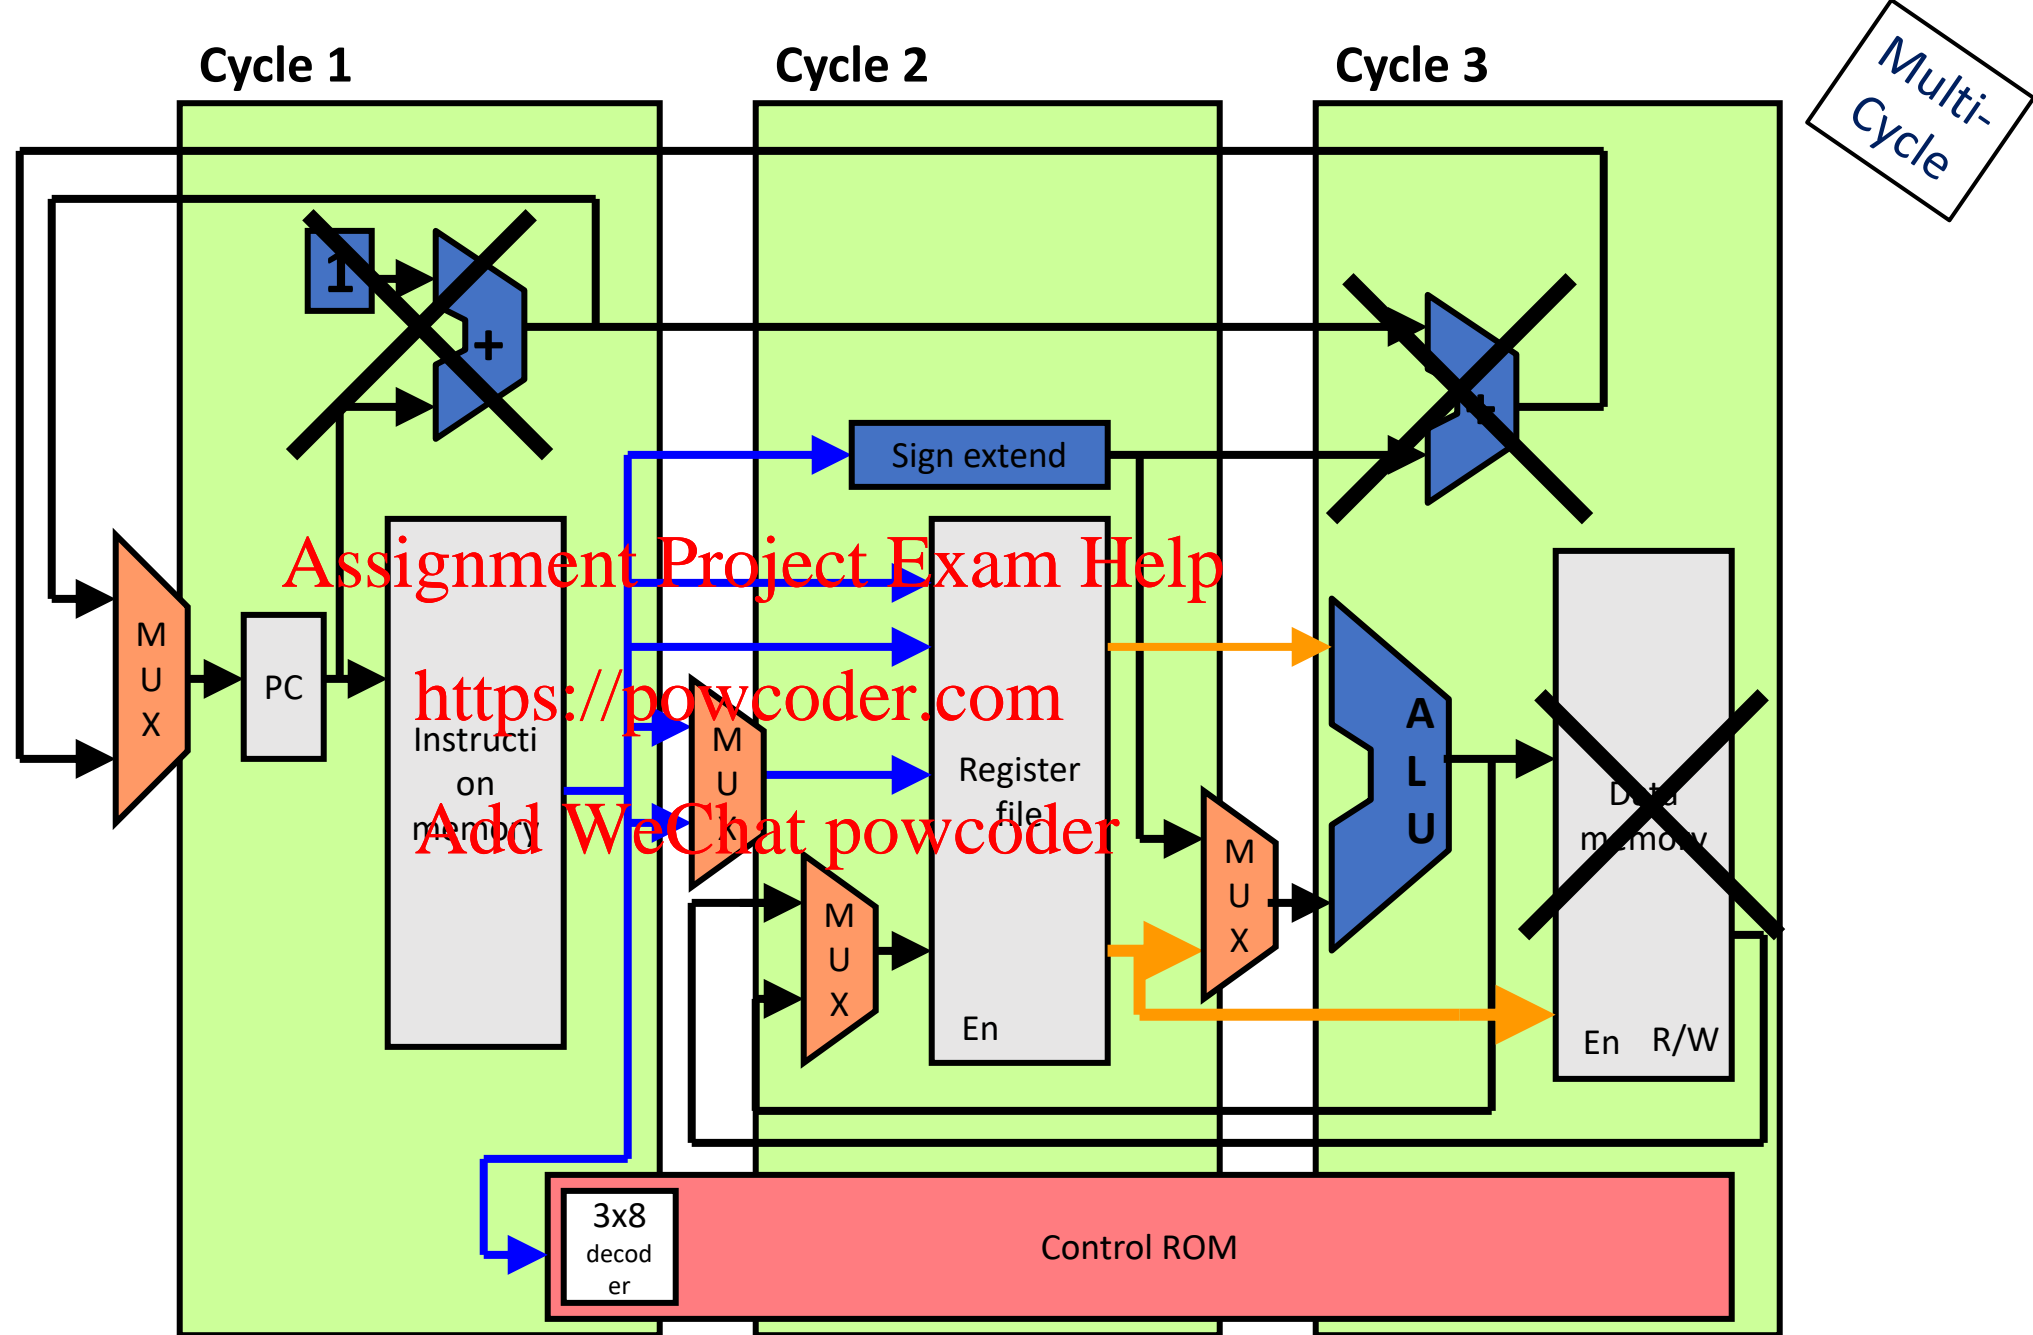 Cycle 1
Cycle 2
Cycle 3
Multi-
Cycle
1
+
+
Sign extend
Assignment Project Exam Help
M
U
X
PC
https://powcoder.com
Instructi
on
memory
Add WeChat powcoder
M
U
X
Register
file
En
M
U
X
M
U
X
A
L
U
Data
memory
En R/W
3x8
decod
er
Control ROM